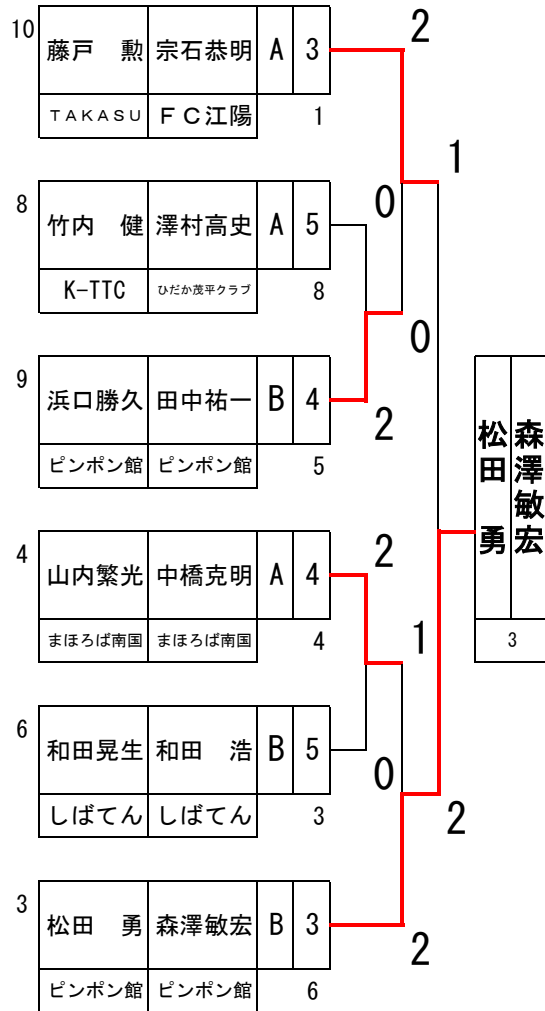 10
藤戸　勲 宗石恭明 A 3
ＴＡＫＡＳＵ ＦＣ江陽 1
2
1
8
竹内　健 澤村高史 A 5
K-TTC ひだか茂平クラブ 8
0
0
9
浜口勝久 田中祐一 B 4
ピンポン館 ピンポン館 5
2
松田　勇 森澤敏宏
3
4
山内繁光 中橋克明 A 4
まほろば南国 まほろば南国 4
2
1
6
和田晃生 和田　浩 B 5
しばてん しばてん 3
0
2
3
松田　勇 森澤敏宏 B 3
ピンポン館 ピンポン館 6
2